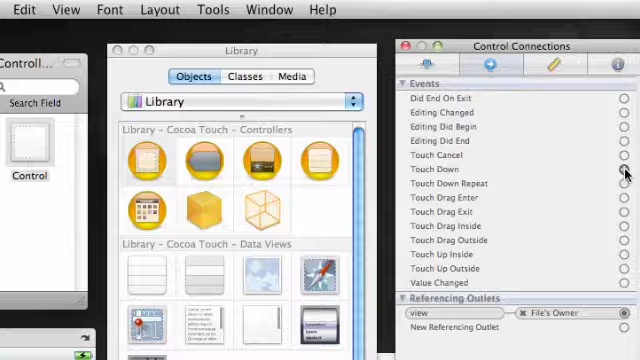 Edit View Font Layout Tools Window Help
Controll...
Search Field
Control
Library
Objects Classes Media
Library
Library - Cocoa Touch - Controllers
Library - Cocoa Touch - Data Views
Control Connections
Events
Did End On Exit
Editing Changed
Editing Did Begin
Editing Did End
Touch Cancel
Touch Down
Touch Down Repeat
Touch Drag Enter
Touch Drag Exit
Touch Drag Inside
Touch Drag Outside
Touch Up Inside
Touch Up Outside
Value Changed
Referencing Outlets
view File's Owner
New Referencing Outlet